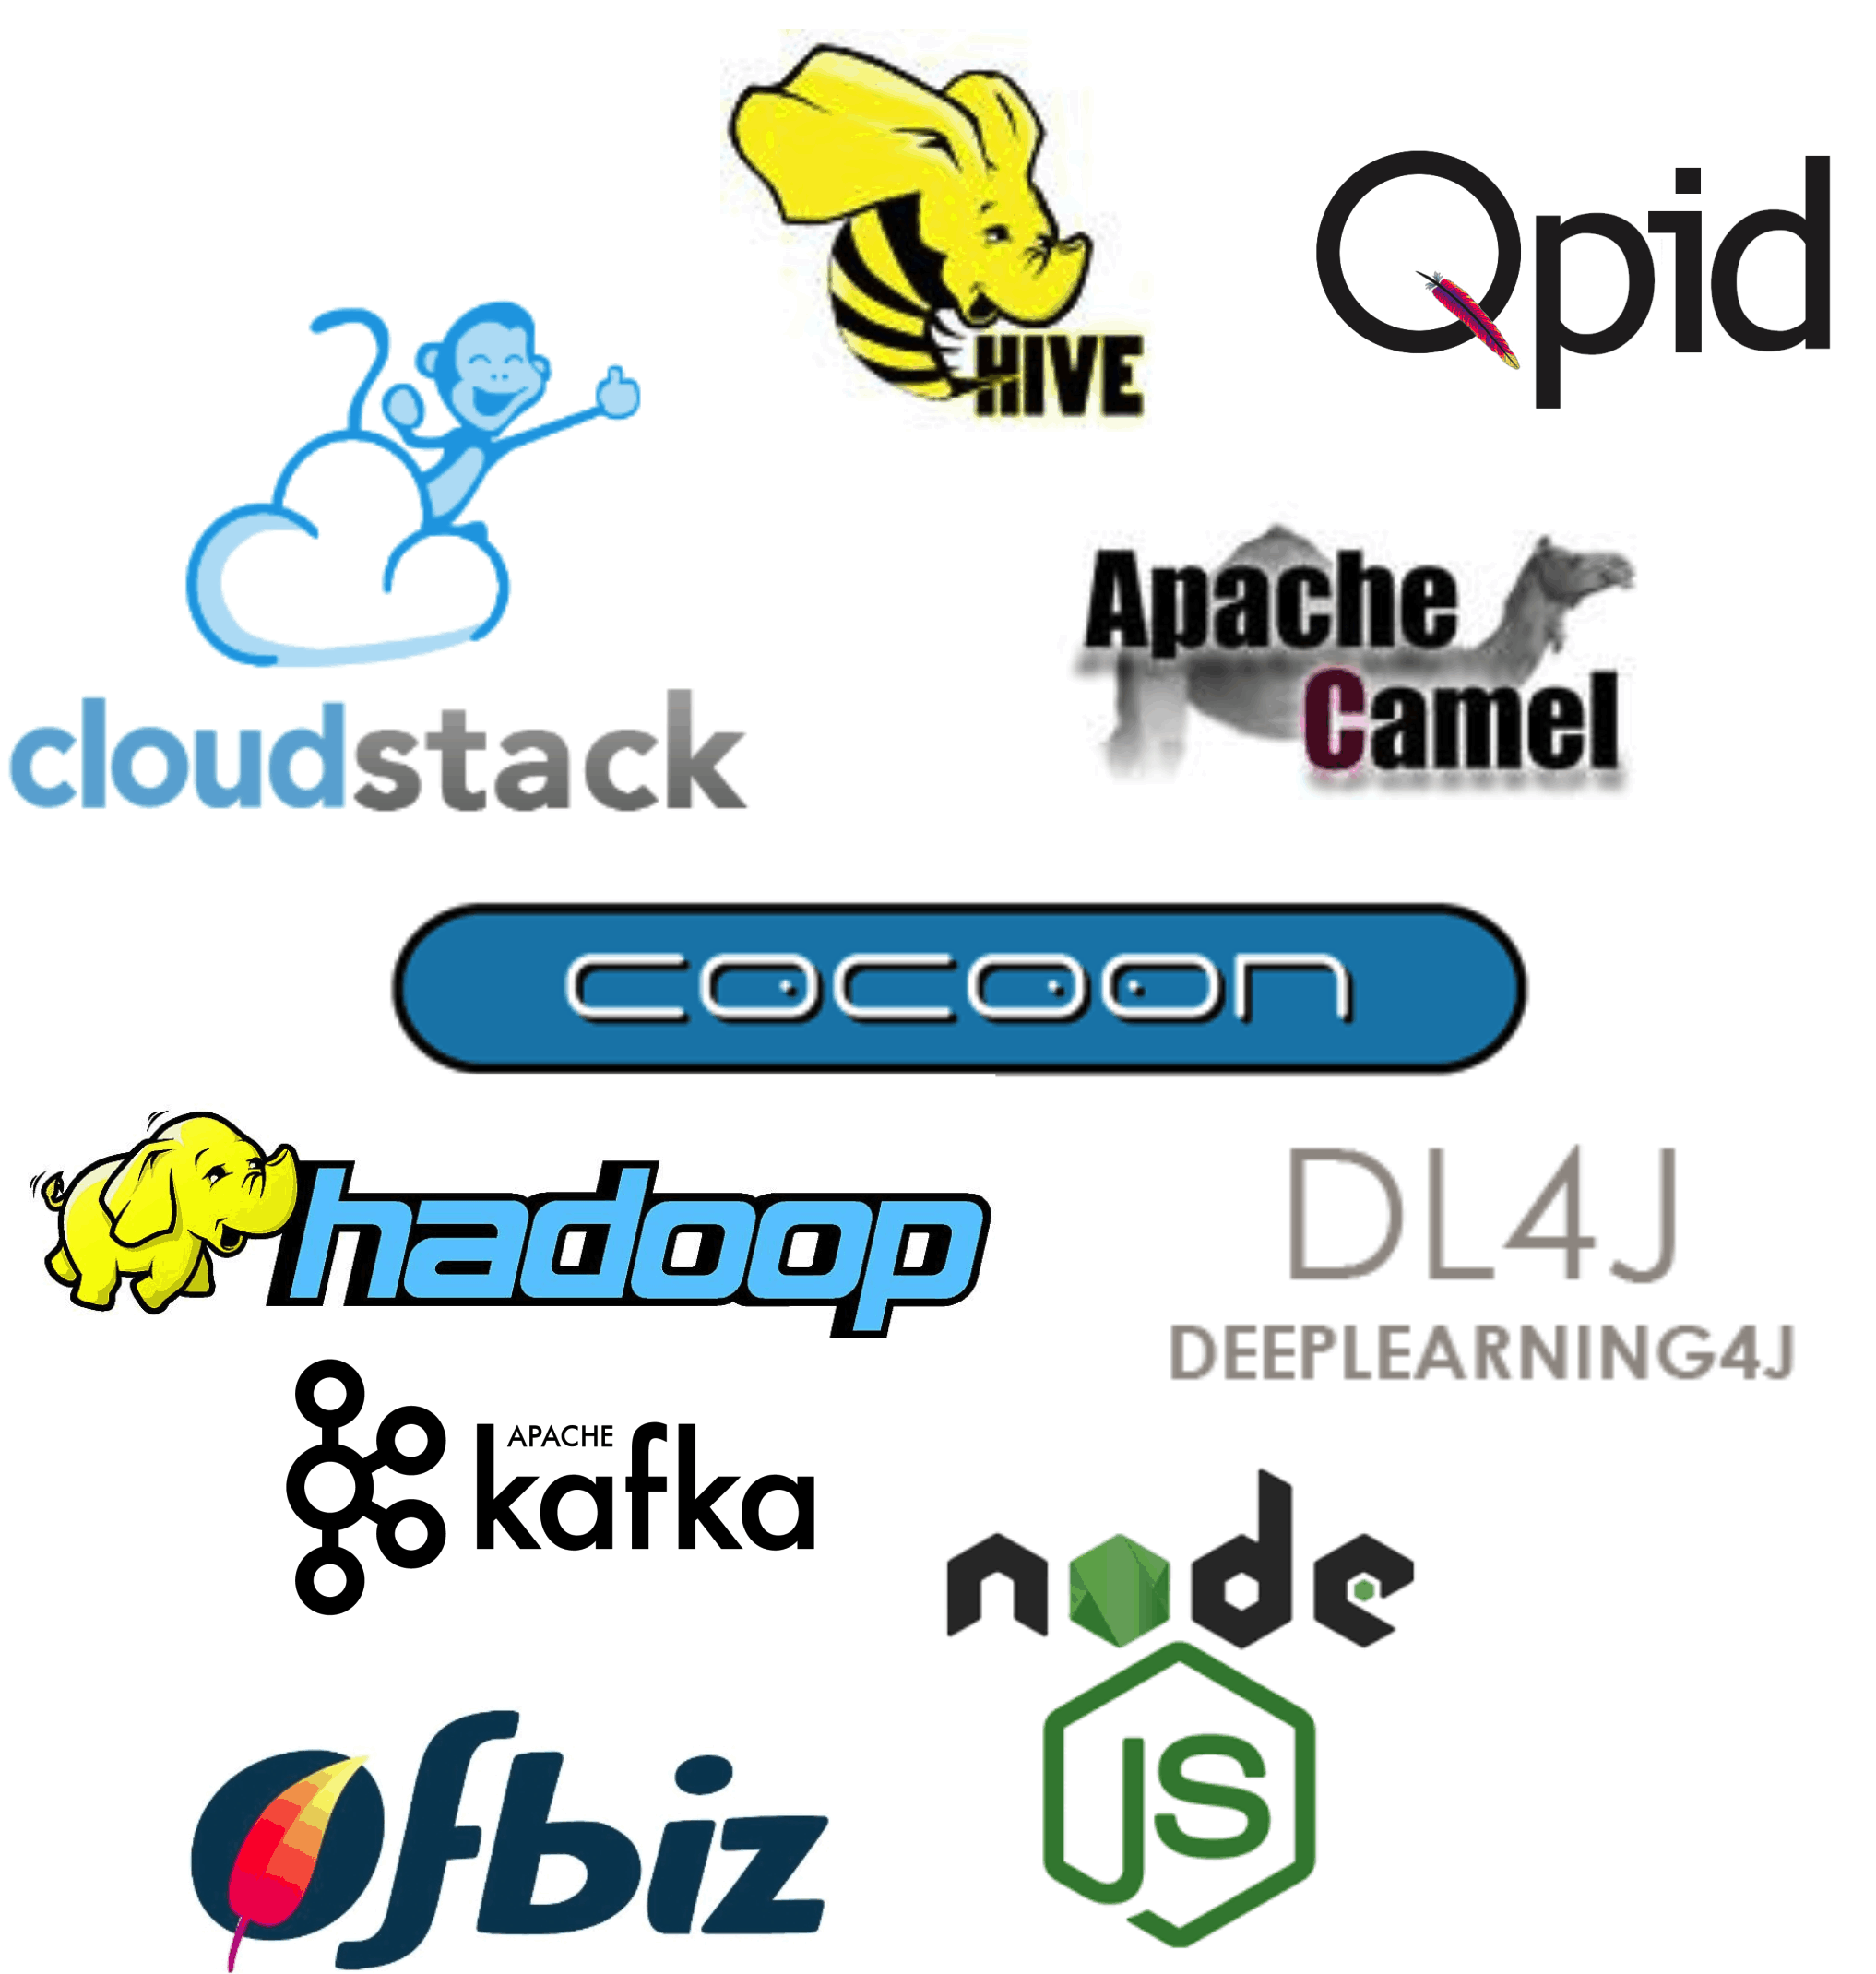 HIVE
Qpid
cloudstack
Apache
Camel
cocoon
hadoop
DL4J
DEEPLEARNING4J
APACHE
kafka
node
JS
Ofbiz